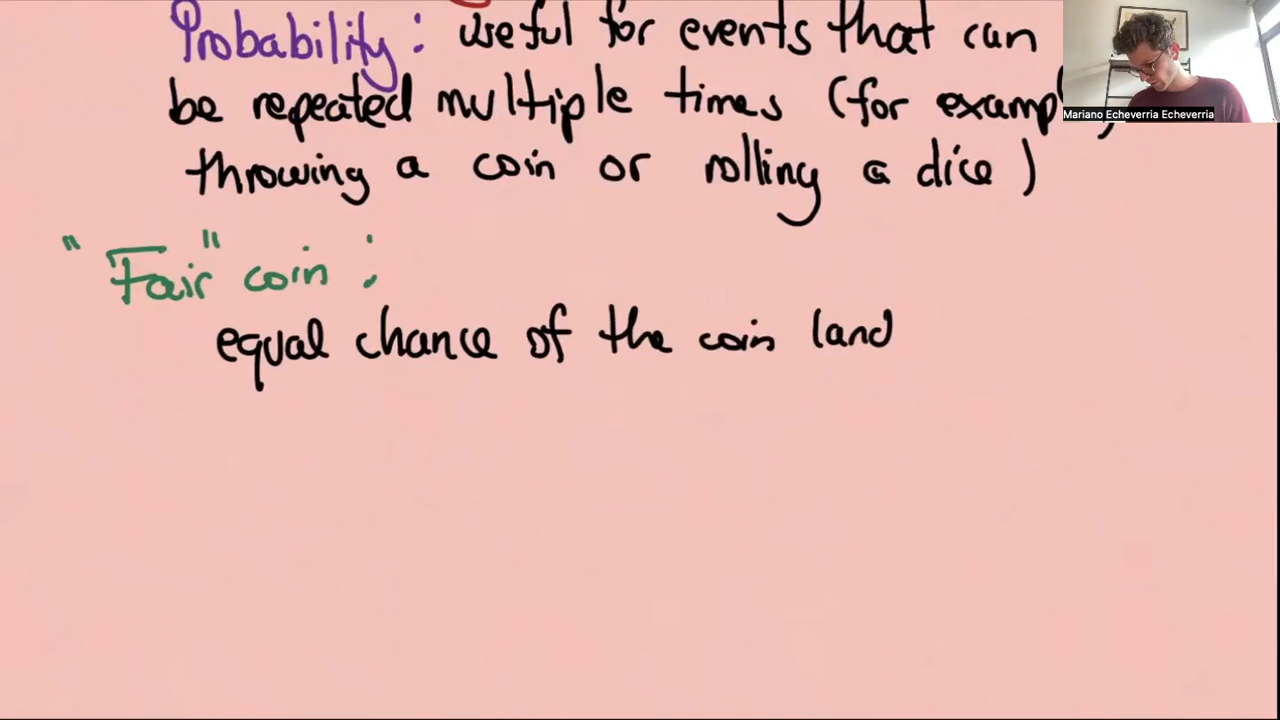 Probability: useful for events that can
be repeated multiple times (for example,
throwing a coin or rolling a dice)
"Fair" coin:
equal chance of the coin land
Mariano Echeverria Echeverria